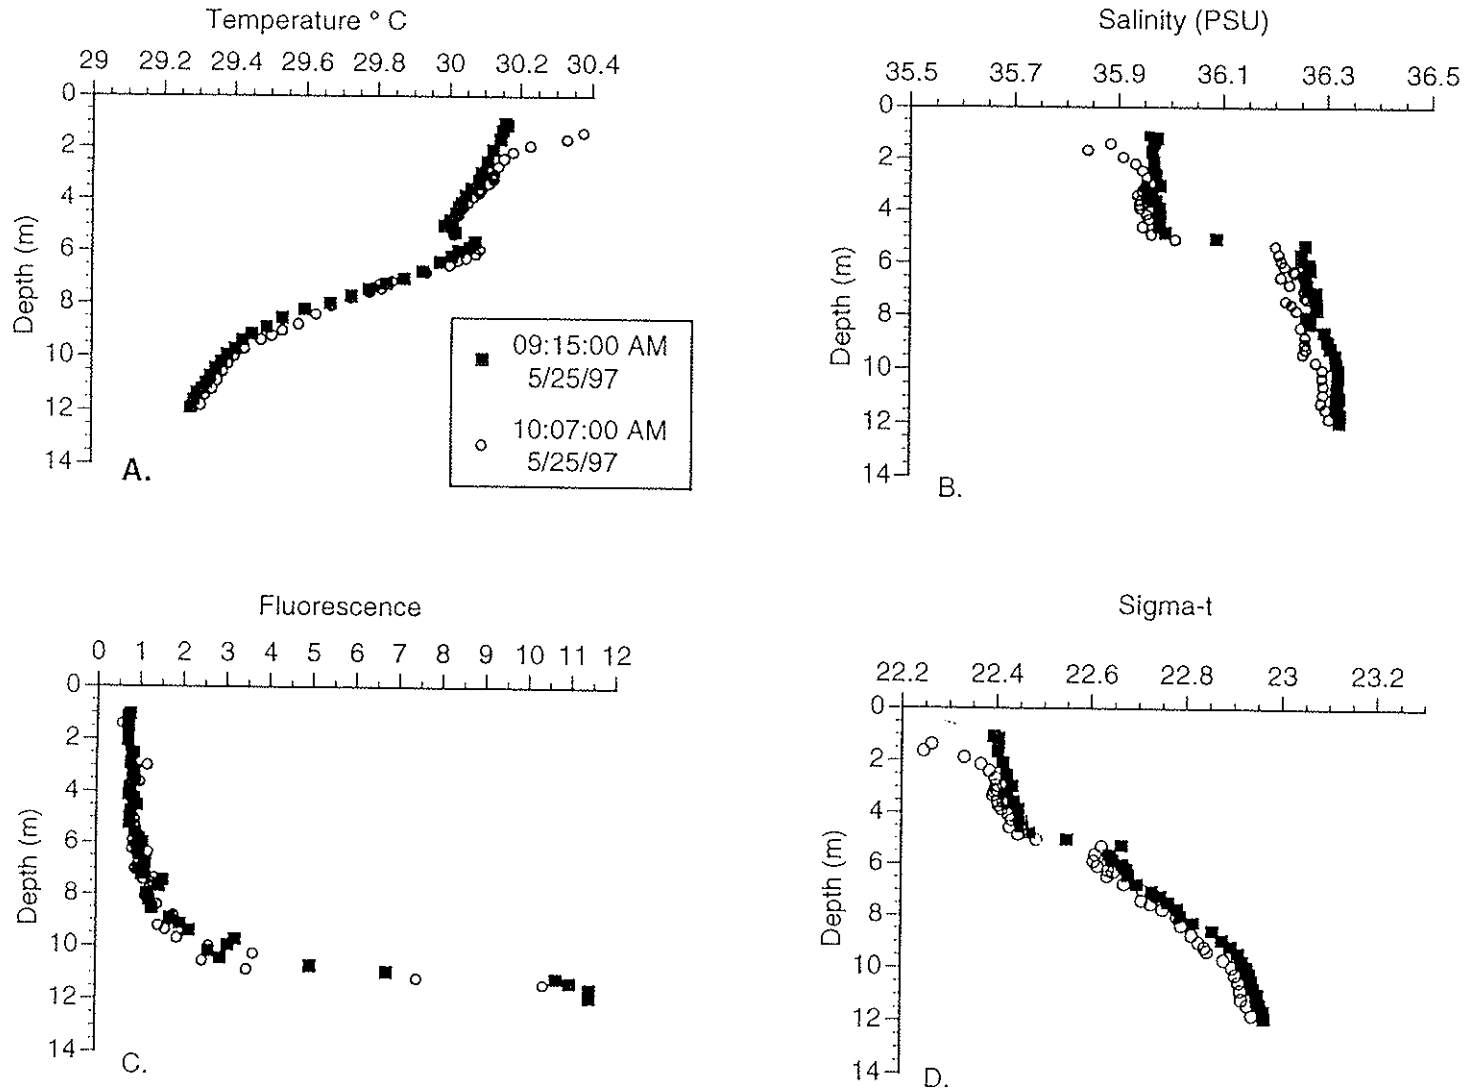 Temperature ° C
29 29.2 29.4 29.6 29.8 30 30.2 30.4
0
2
4
6
8
10
12
14
Depth (m)
09:15:00 AM
5/25/97
10:07:00 AM
5/25/97
A.
Salinity (PSU)
35.5 35.7 35.9 36.1 36.3 36.5
0
2
4
6
8
10
12
14
Depth (m)
B.
Fluorescence
0 1 2 3 4 5 6 7 8 9 10 11 12
0
2
4
6
8
10
12
14
Depth (m)
C.
Sigma-t
22.2 22.4 22.6 22.8 23 23.2
0
2
4
6
8
10
12
14
Depth (m)
D.